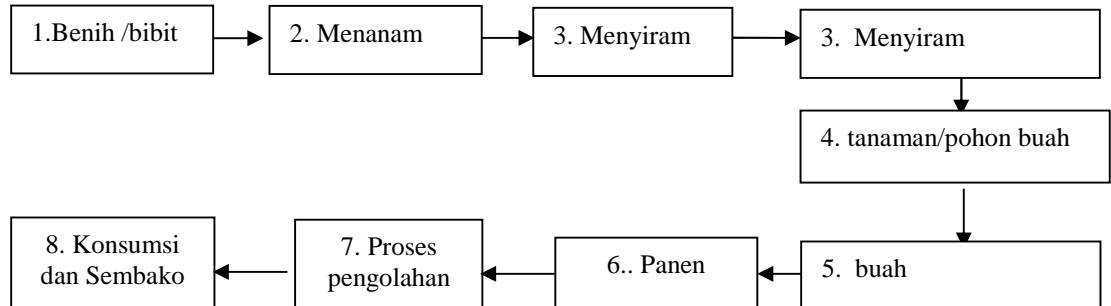 1.Benih /bibit
2. Menanam
3. Menyiram
3. Menyiram
4. tanaman/pohon buah
5. buah
6.. Panen
7. Proses
pengolahan
8. Konsumsi
dan Sembako